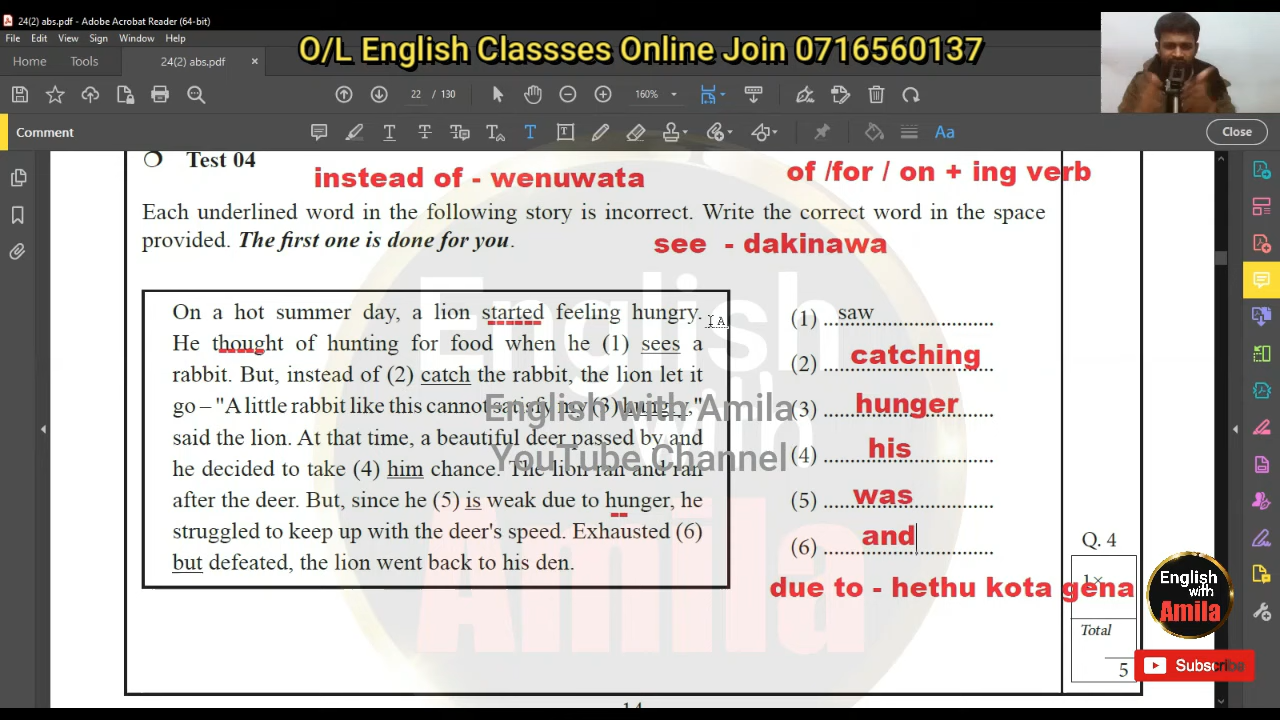 24(2) abs.pdf - Adobe Acrobat Reader (64-bit)
File Edit View Sign Window Help
O/L English Classses Online Join 0716560137
Home Tools 24(2) abs.pdf ×
22 / 130 160%
Comment Close
Test 04
instead of - wenuwata of /for / on + ing verb
Each underlined word in the following story is incorrect. Write the correct word in the space
provided. The first one is done for you.
see - dakinawa
On a hot summer day, a lion started feeling hungry.
He thought of hunting for food when he (1) sees a
rabbit. But, instead of (2) catch the rabbit, the lion let it
go – "A little rabbit like this cannot satisfy my (3) hungry,"
said the lion. At that time, a beautiful deer passed by and
he decided to take (4) him chance. The lion ran and ran
after the deer. But, since he (5) is weak due to hunger, he
struggled to keep up with the deer's speed. Exhausted (6)
but defeated, the lion went back to his den.
(1) saw
(2) catching
(3) hunger
(4) his
(5) was
(6) and
English with Amila
YouTube Channel
English
with
Amila
due to - hethu kota gena
Q. 4
1×
Total
5
English
with
Amila
Subscribe
14